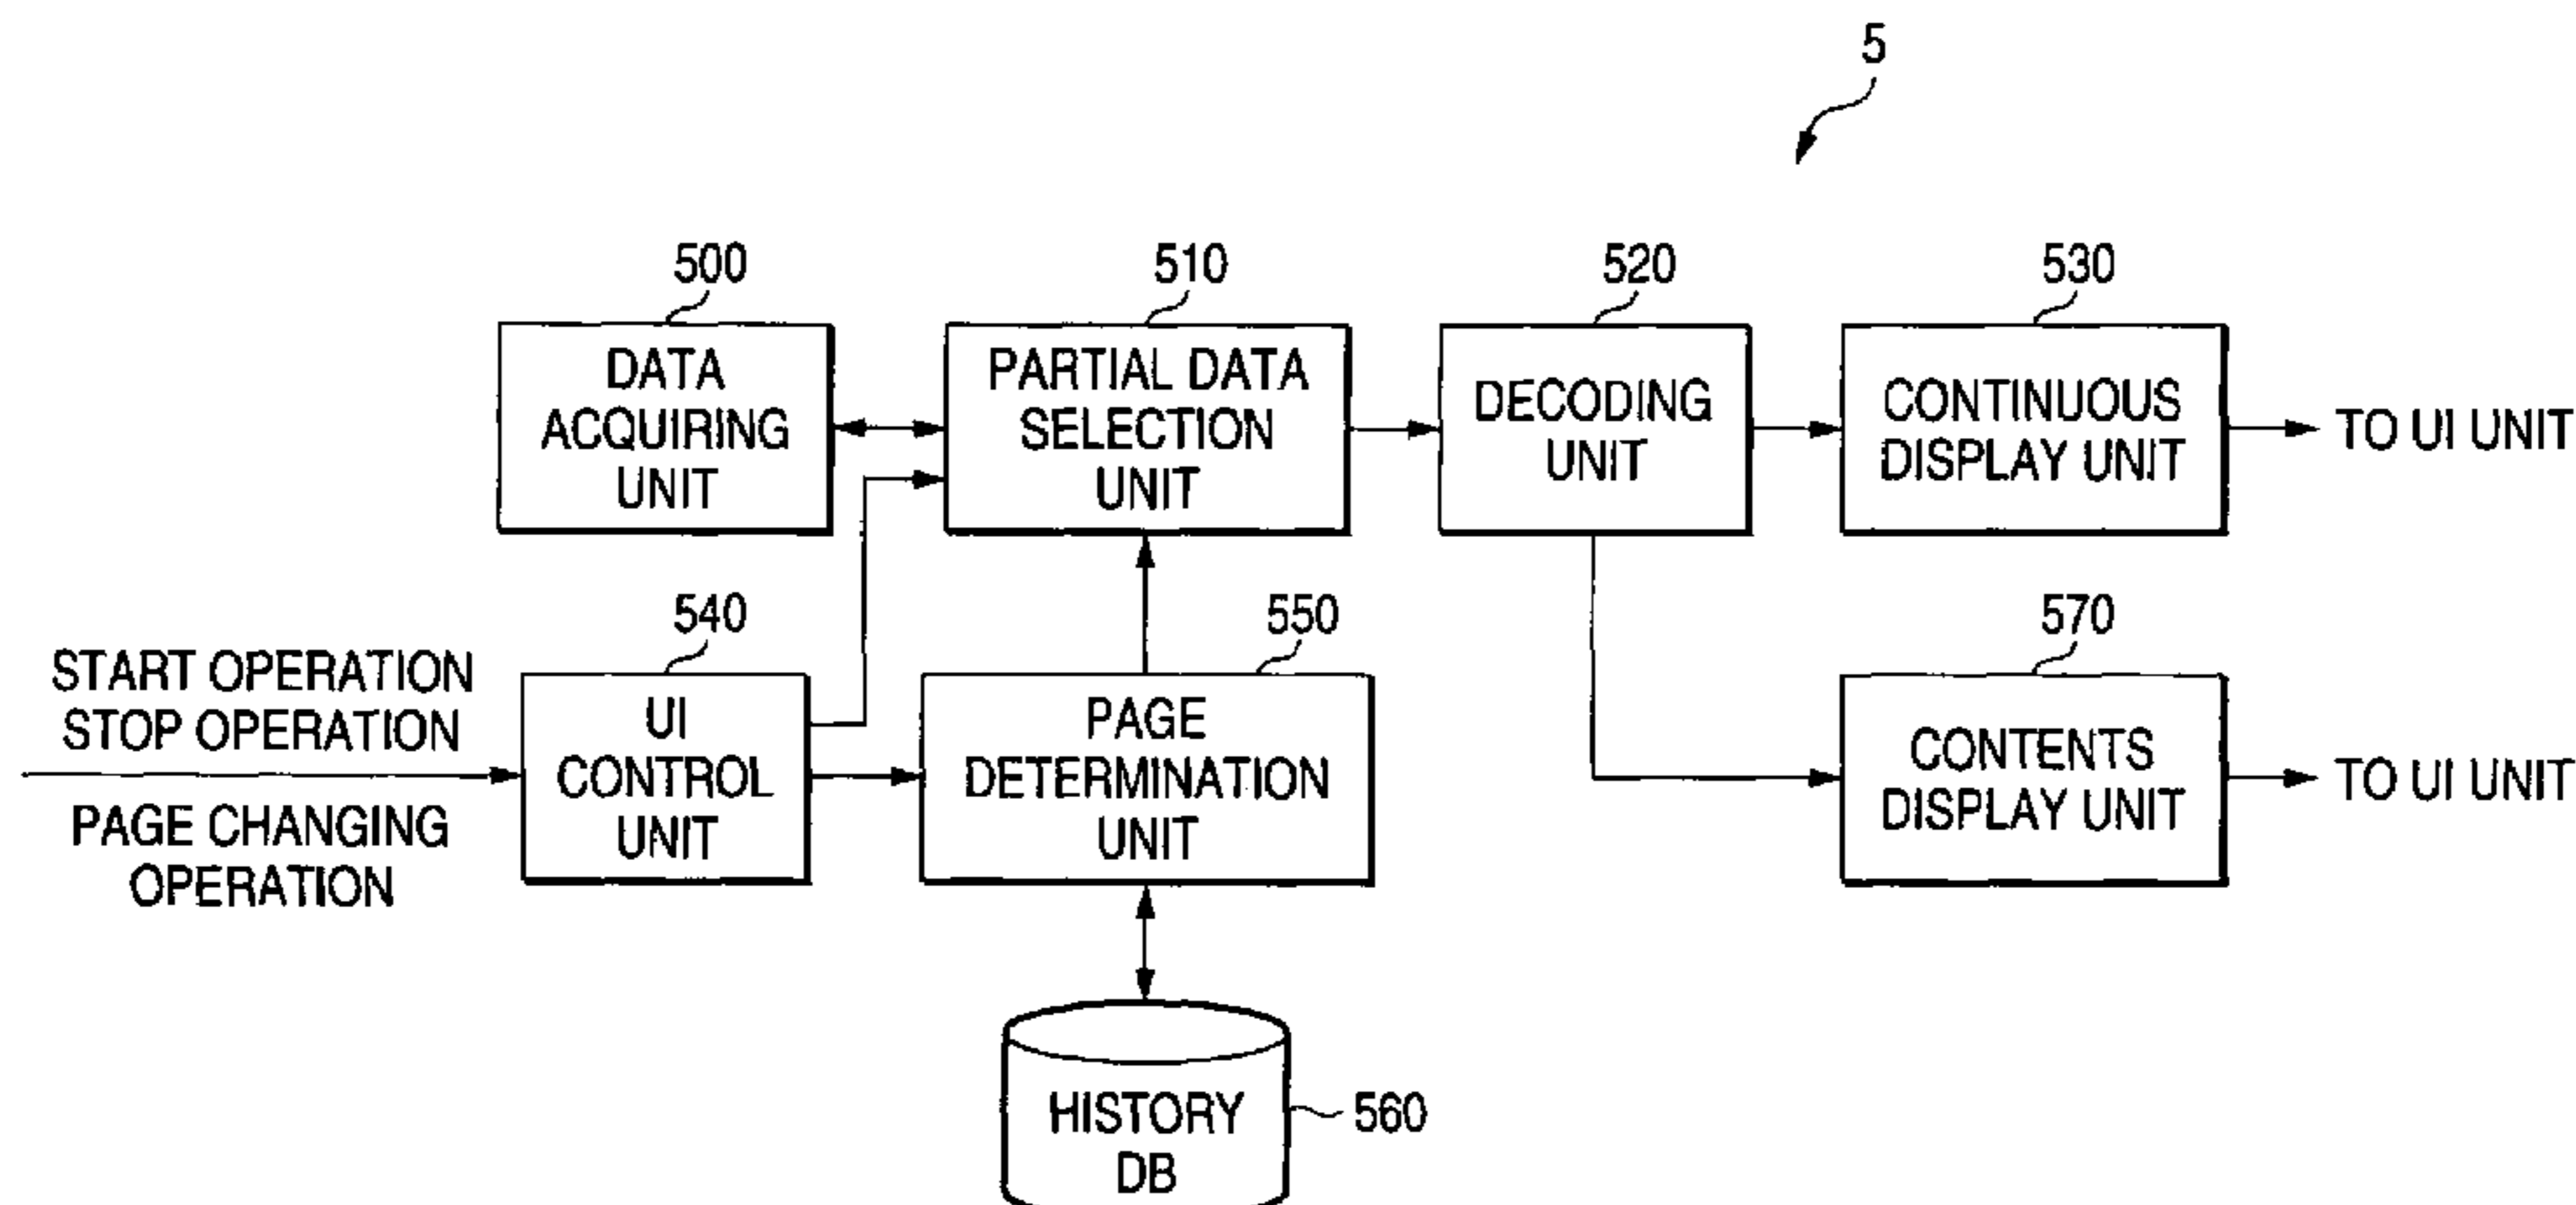 5
500
DATA
ACQUIRING
UNIT
510
PARTIAL DATA
SELECTION
UNIT
520
DECODING
UNIT
530
CONTINUOUS
DISPLAY UNIT
TO UI UNIT
START OPERATION
STOP OPERATION
PAGE CHANGING
OPERATION
540
UI
CONTROL
UNIT
550
PAGE
DETERMINATION
UNIT
570
CONTENTS
DISPLAY UNIT
TO UI UNIT
HISTORY
DB
560